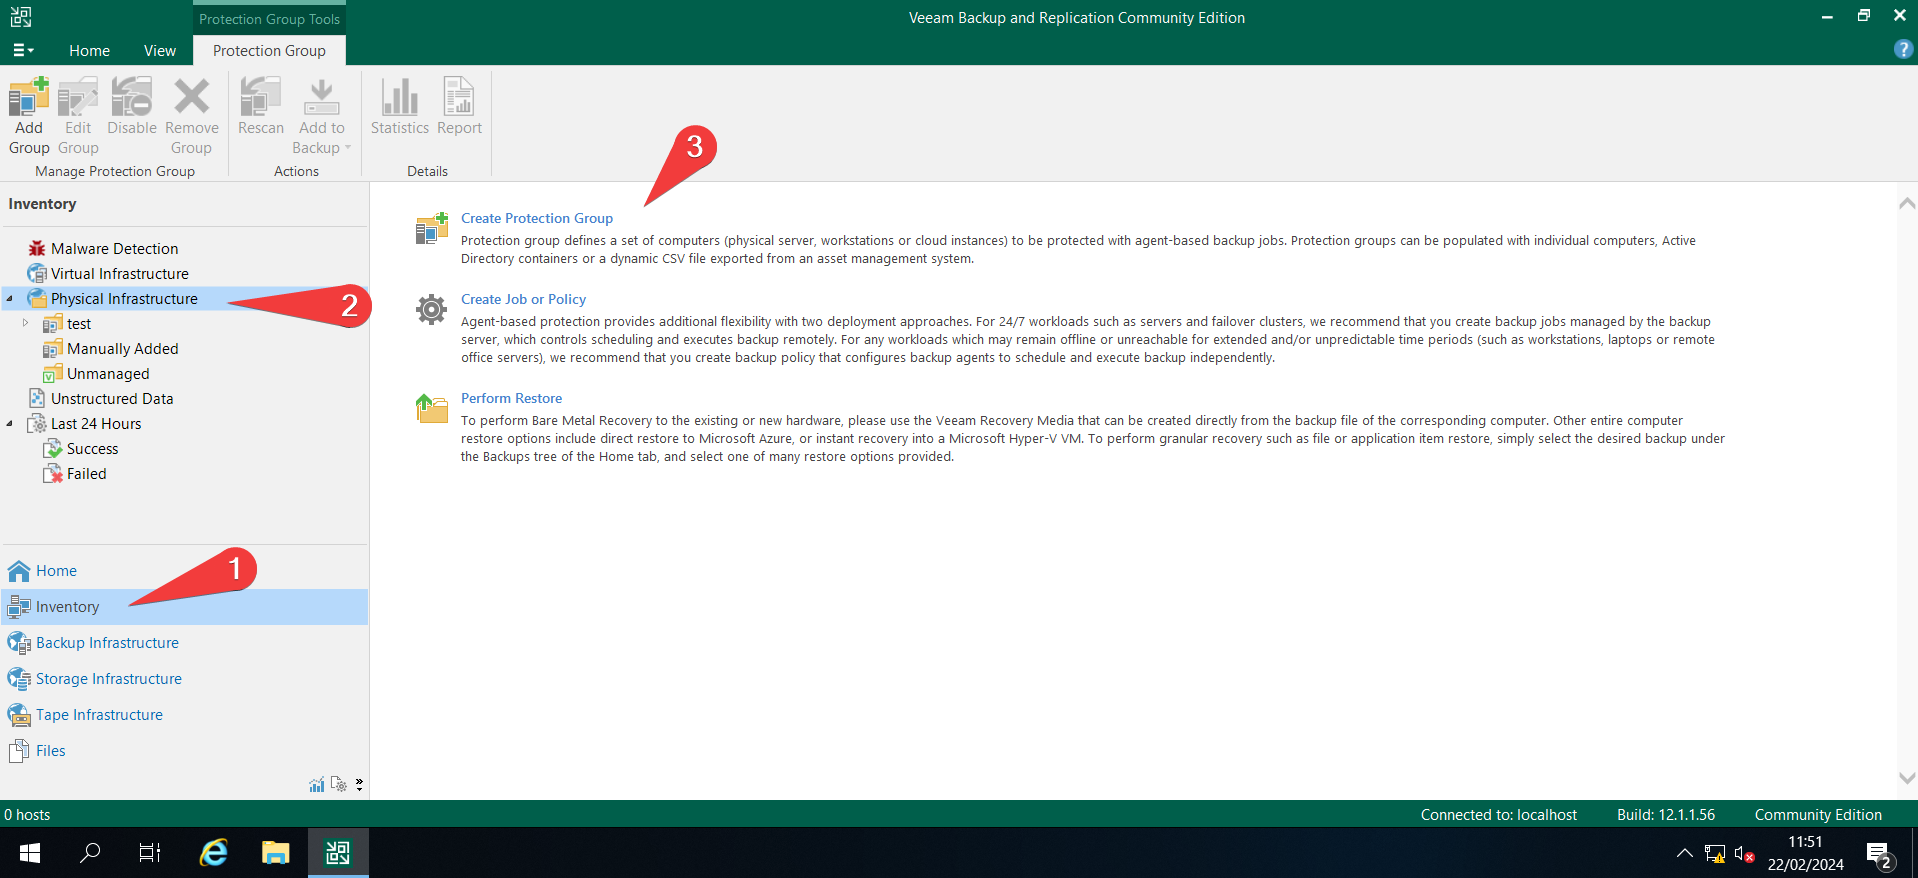 Protection Group Tools
Veeam Backup and Replication Community Edition
Home
View
Protection Group
?
Add Group
Edit Group
Disable
Remove Group
Rescan
Add to Backup
Statistics
Report
Manage Protection Group
Actions
Details
3
Inventory
Malware Detection
Virtual Infrastructure
Physical Infrastructure
2
test
Manually Added
Unmanaged
Unstructured Data
Last 24 Hours
Success
Failed
1
Home
Inventory
Backup Infrastructure
Storage Infrastructure
Tape Infrastructure
Files
Create Protection Group
Protection group defines a set of computers (physical server, workstations or cloud instances) to be protected with agent-based backup jobs. Protection groups can be populated with individual computers, Active
Directory containers or a dynamic CSV file exported from an asset management system.
Create Job or Policy
Agent-based protection provides additional flexibility with two deployment approaches. For 24/7 workloads such as servers and failover clusters, we recommend that you create backup jobs managed by the backup
server, which controls scheduling and executes backup remotely. For any workloads which may remain offline or unreachable for extended and/or unpredictable time periods (such as workstations, laptops or remote
office servers), we recommend that you create backup policy that configures backup agents to schedule and execute backup independently.
Perform Restore
To perform Bare Metal Recovery to the existing or new hardware, please use the Veeam Recovery Media that can be created directly from the backup file of the corresponding computer. Other entire computer
restore options include direct restore to Microsoft Azure, or instant recovery into a Microsoft Hyper-V VM. To perform granular recovery such as file or application item restore, simply select the desired backup under
the Backups tree of the Home tab, and select one of many restore options provided.
0 hosts
Connected to: localhost
Build: 12.1.1.56
Community Edition
11:51
22/02/2024
2